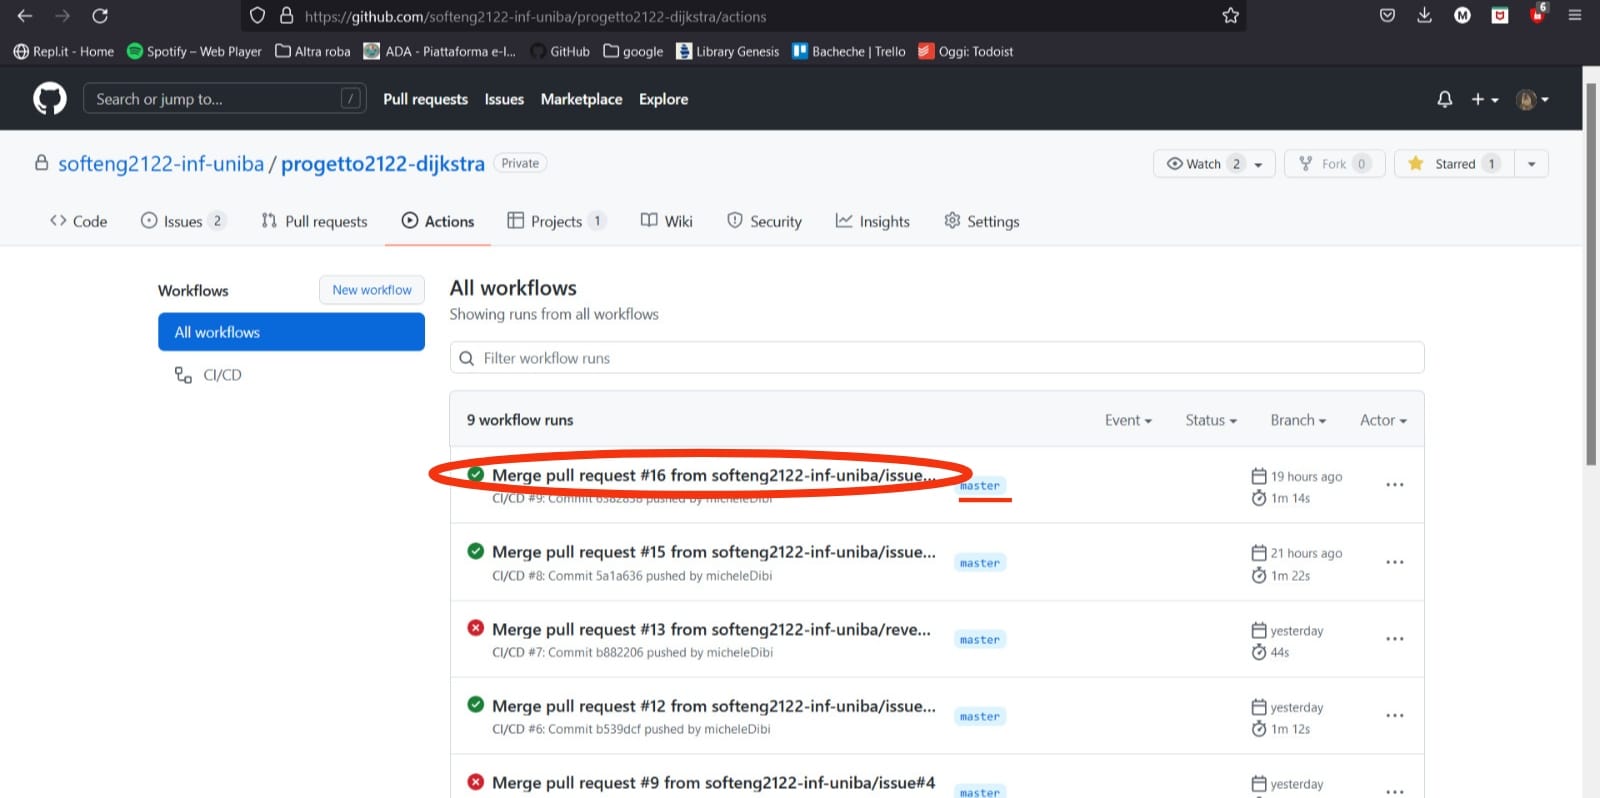 https://github.com/softeng2122-inf-uniba/progetto2122-dijkstra/actions
M
6
Repl.it - Home
Spotify – Web Player
Altra roba
ADA - Piattaforma e-l...
GitHub
google
Library Genesis
Bacheche | Trello
Oggi: Todoist
Search or jump to...
/
Pull requests
Issues
Marketplace
Explore
softeng2122-inf-uniba / progetto2122-dijkstra
Private
Watch 2
Fork 0
Starred 1
Code
Issues 2
Pull requests
Actions
Projects 1
Wiki
Security
Insights
Settings
Workflows
New workflow
All workflows
CI/CD
All workflows
Showing runs from all workflows
Filter workflow runs
9 workflow runs
Event
Status
Branch
Actor
Merge pull request #16 from softeng2122-inf-uniba/issue...
CI/CD #9: Commit 6382838 pushed by micheleDibi
master
19 hours ago
1m 14s
Merge pull request #15 from softeng2122-inf-uniba/issue...
CI/CD #8: Commit 5a1a636 pushed by micheleDibi
master
21 hours ago
1m 22s
Merge pull request #13 from softeng2122-inf-uniba/reve...
CI/CD #7: Commit b882206 pushed by micheleDibi
master
yesterday
44s
Merge pull request #12 from softeng2122-inf-uniba/issue...
CI/CD #6: Commit b539dcf pushed by micheleDibi
master
yesterday
1m 12s
Merge pull request #9 from softeng2122-inf-uniba/issue#4
master
yesterday